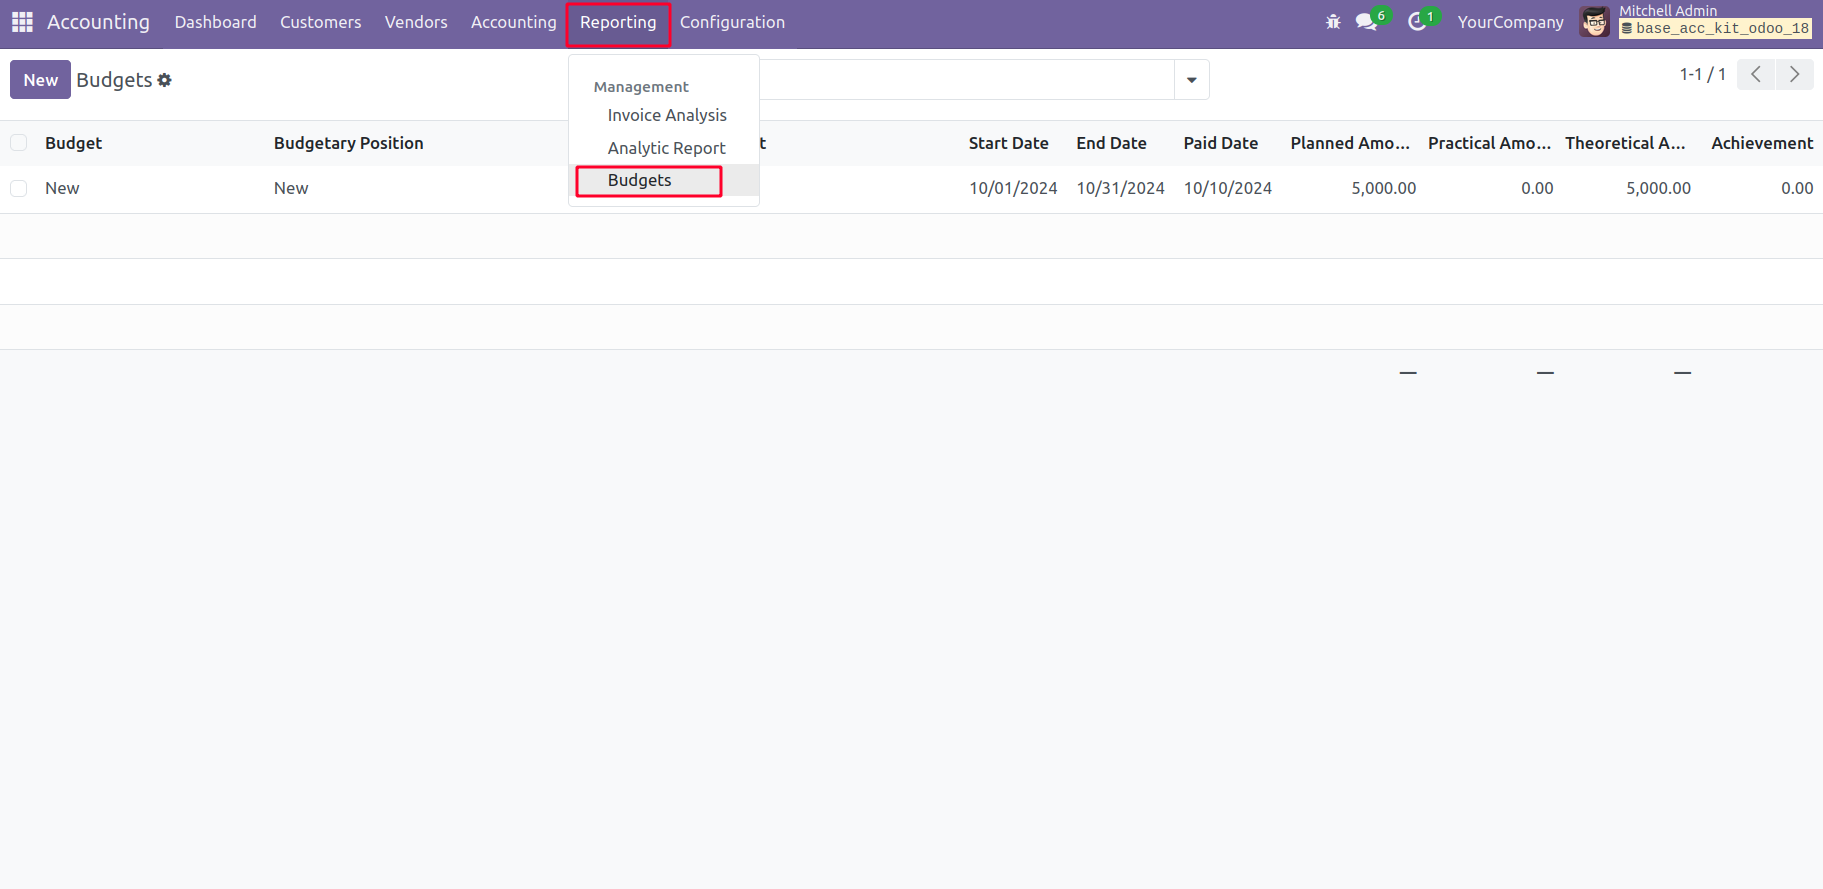 Accounting Dashboard Customers Vendors Accounting Reporting Configuration 6 1 YourCompany Mitchell Admin
base_acc_kit_odoo_18
New Budgets 1-1 / 1
Management
Invoice Analysis
Analytic Report
Budgets
Budget Budgetary Position t Start Date End Date Paid Date Planned Amo... Practical Amo... Theoretical A... Achievement
New New 10/01/2024 10/31/2024 10/10/2024 5,000.00 0.00 5,000.00 0.00
— — —